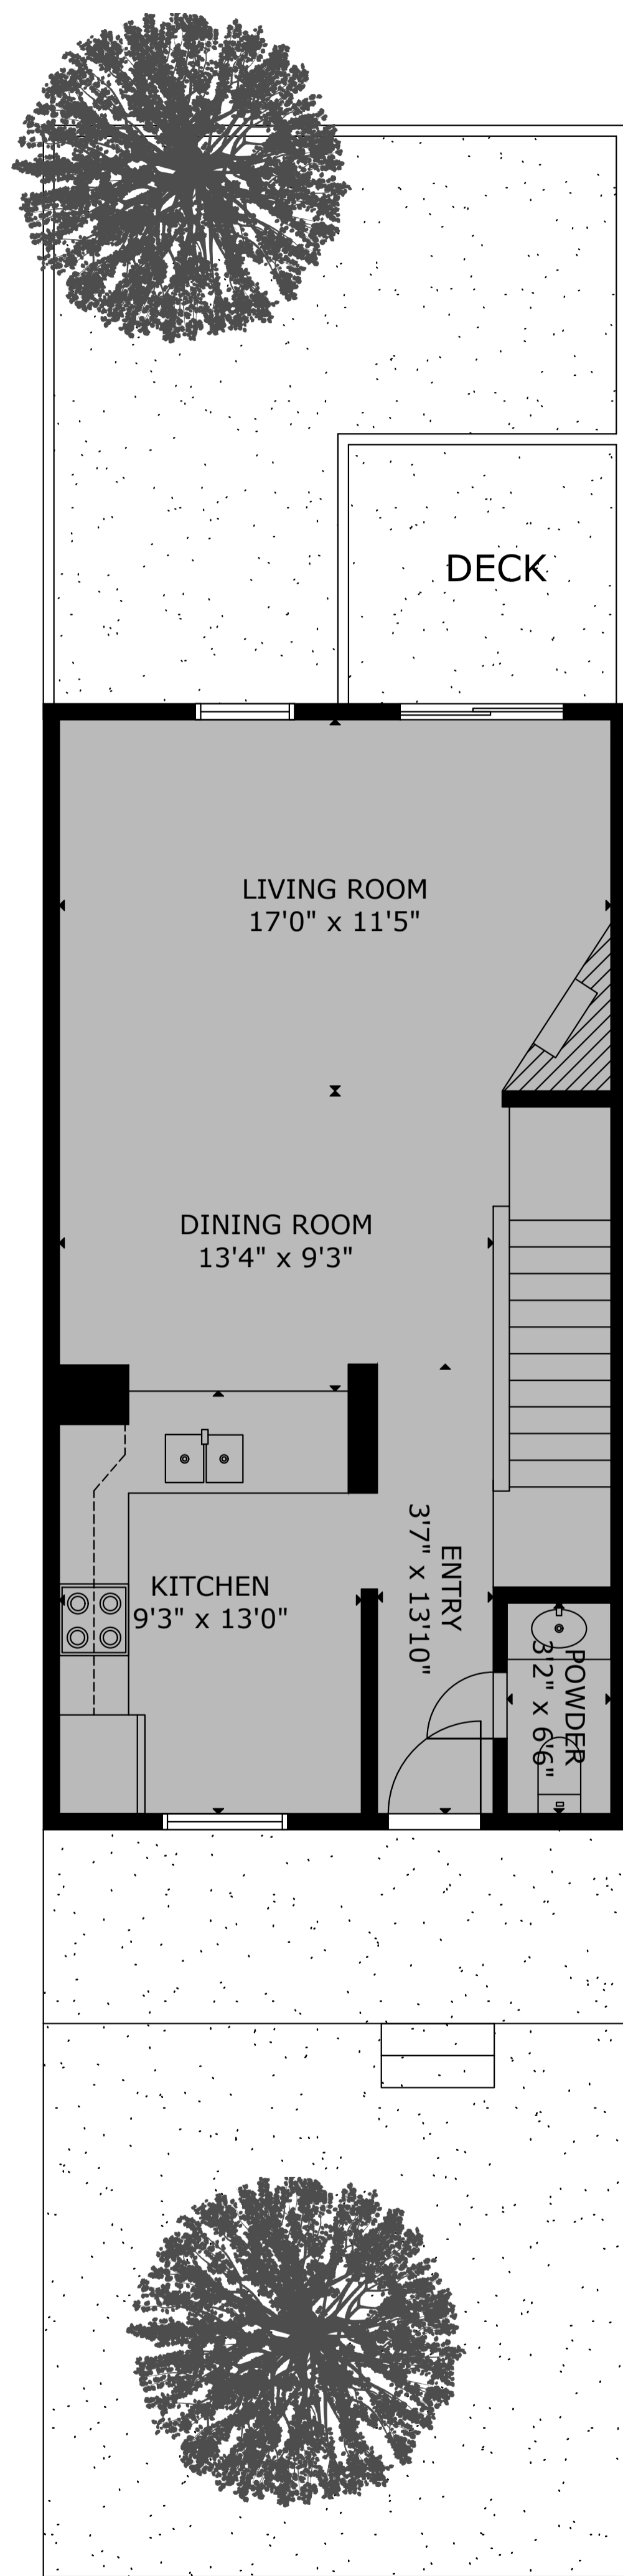 DECK
LIVING ROOM
17'0" x 11'5"
DINING ROOM
13'4" x 9'3"
KITCHEN
9'3" x 13'0"
ENTRY
3'7" x 13'10"
POWDER
3'2" x 6'6"